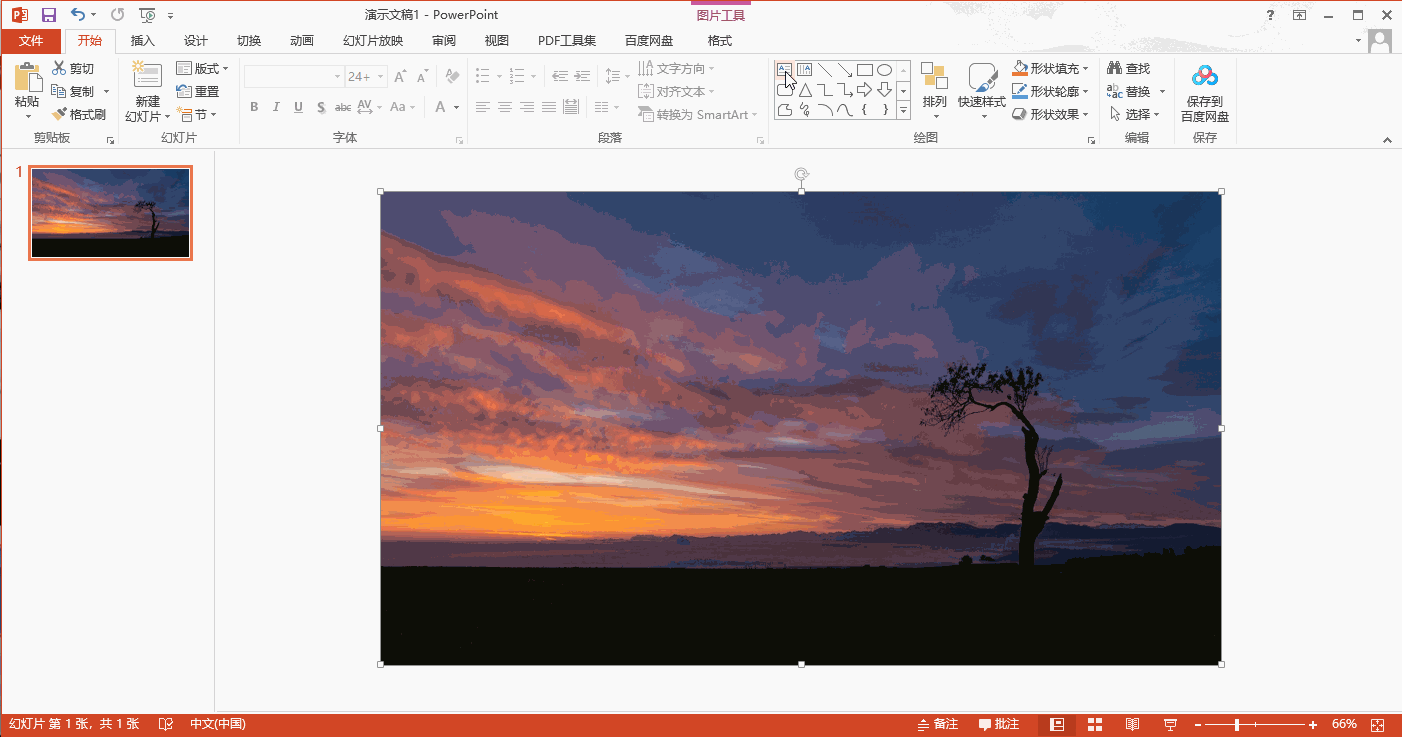 演示文稿1 - PowerPoint
图片工具
?
文件
开始
插入
设计
切换
动画
幻灯片放映
审阅
视图
PDF工具集
百度网盘
格式
粘贴
剪切
复制
格式刷
剪贴板
新建
幻灯片
版式
重置
节
幻灯片
24+
B I U S abc AV Aa A
字体
文字方向
对齐文本
转换为 SmartArt
段落
排列
快速样式
形状填充
形状轮廓
形状效果
绘图
查找
替换
选择
编辑
保存到
百度网盘
保存
1
幻灯片 第 1 张，共 1 张
中文(中国)
备注
批注
66%